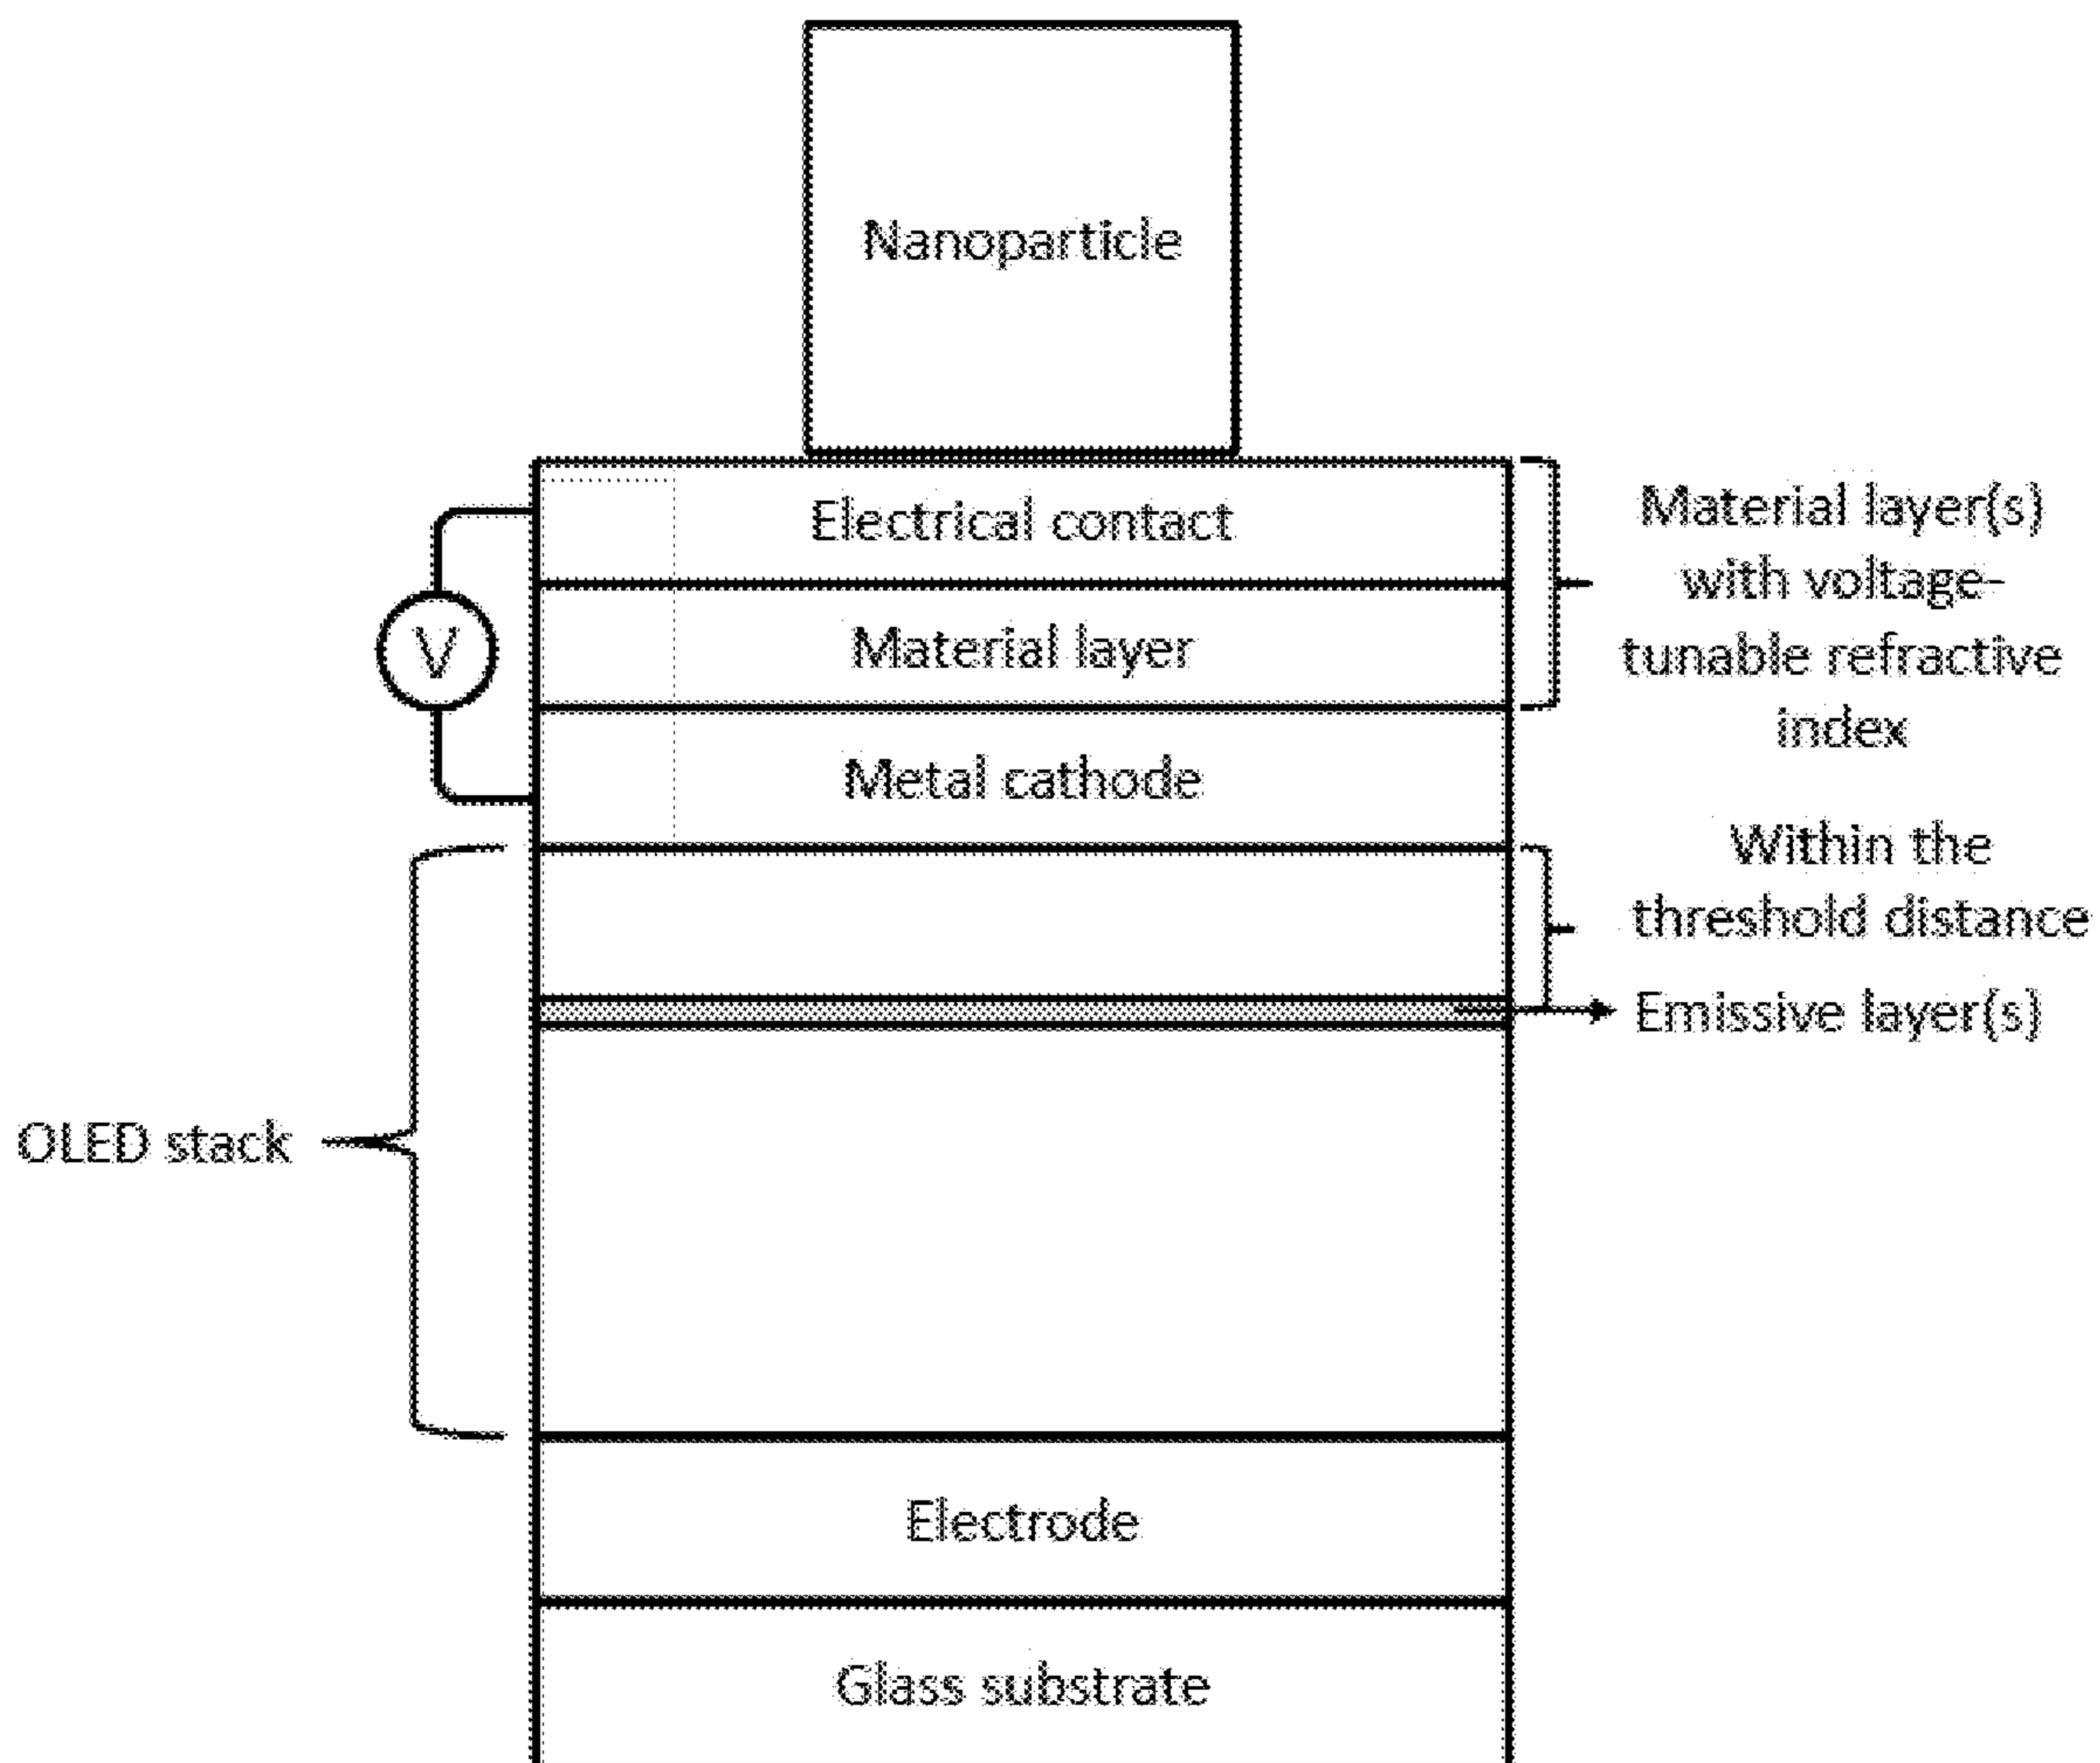 Nanoparticle
Electrical contact
Material layer
Metal cathode
V
Material layer(s)
with voltage-
tunable refractive
index
Within the
threshold distance
Emissive layer(s)
OLED stack
Electrode
Glass substrate